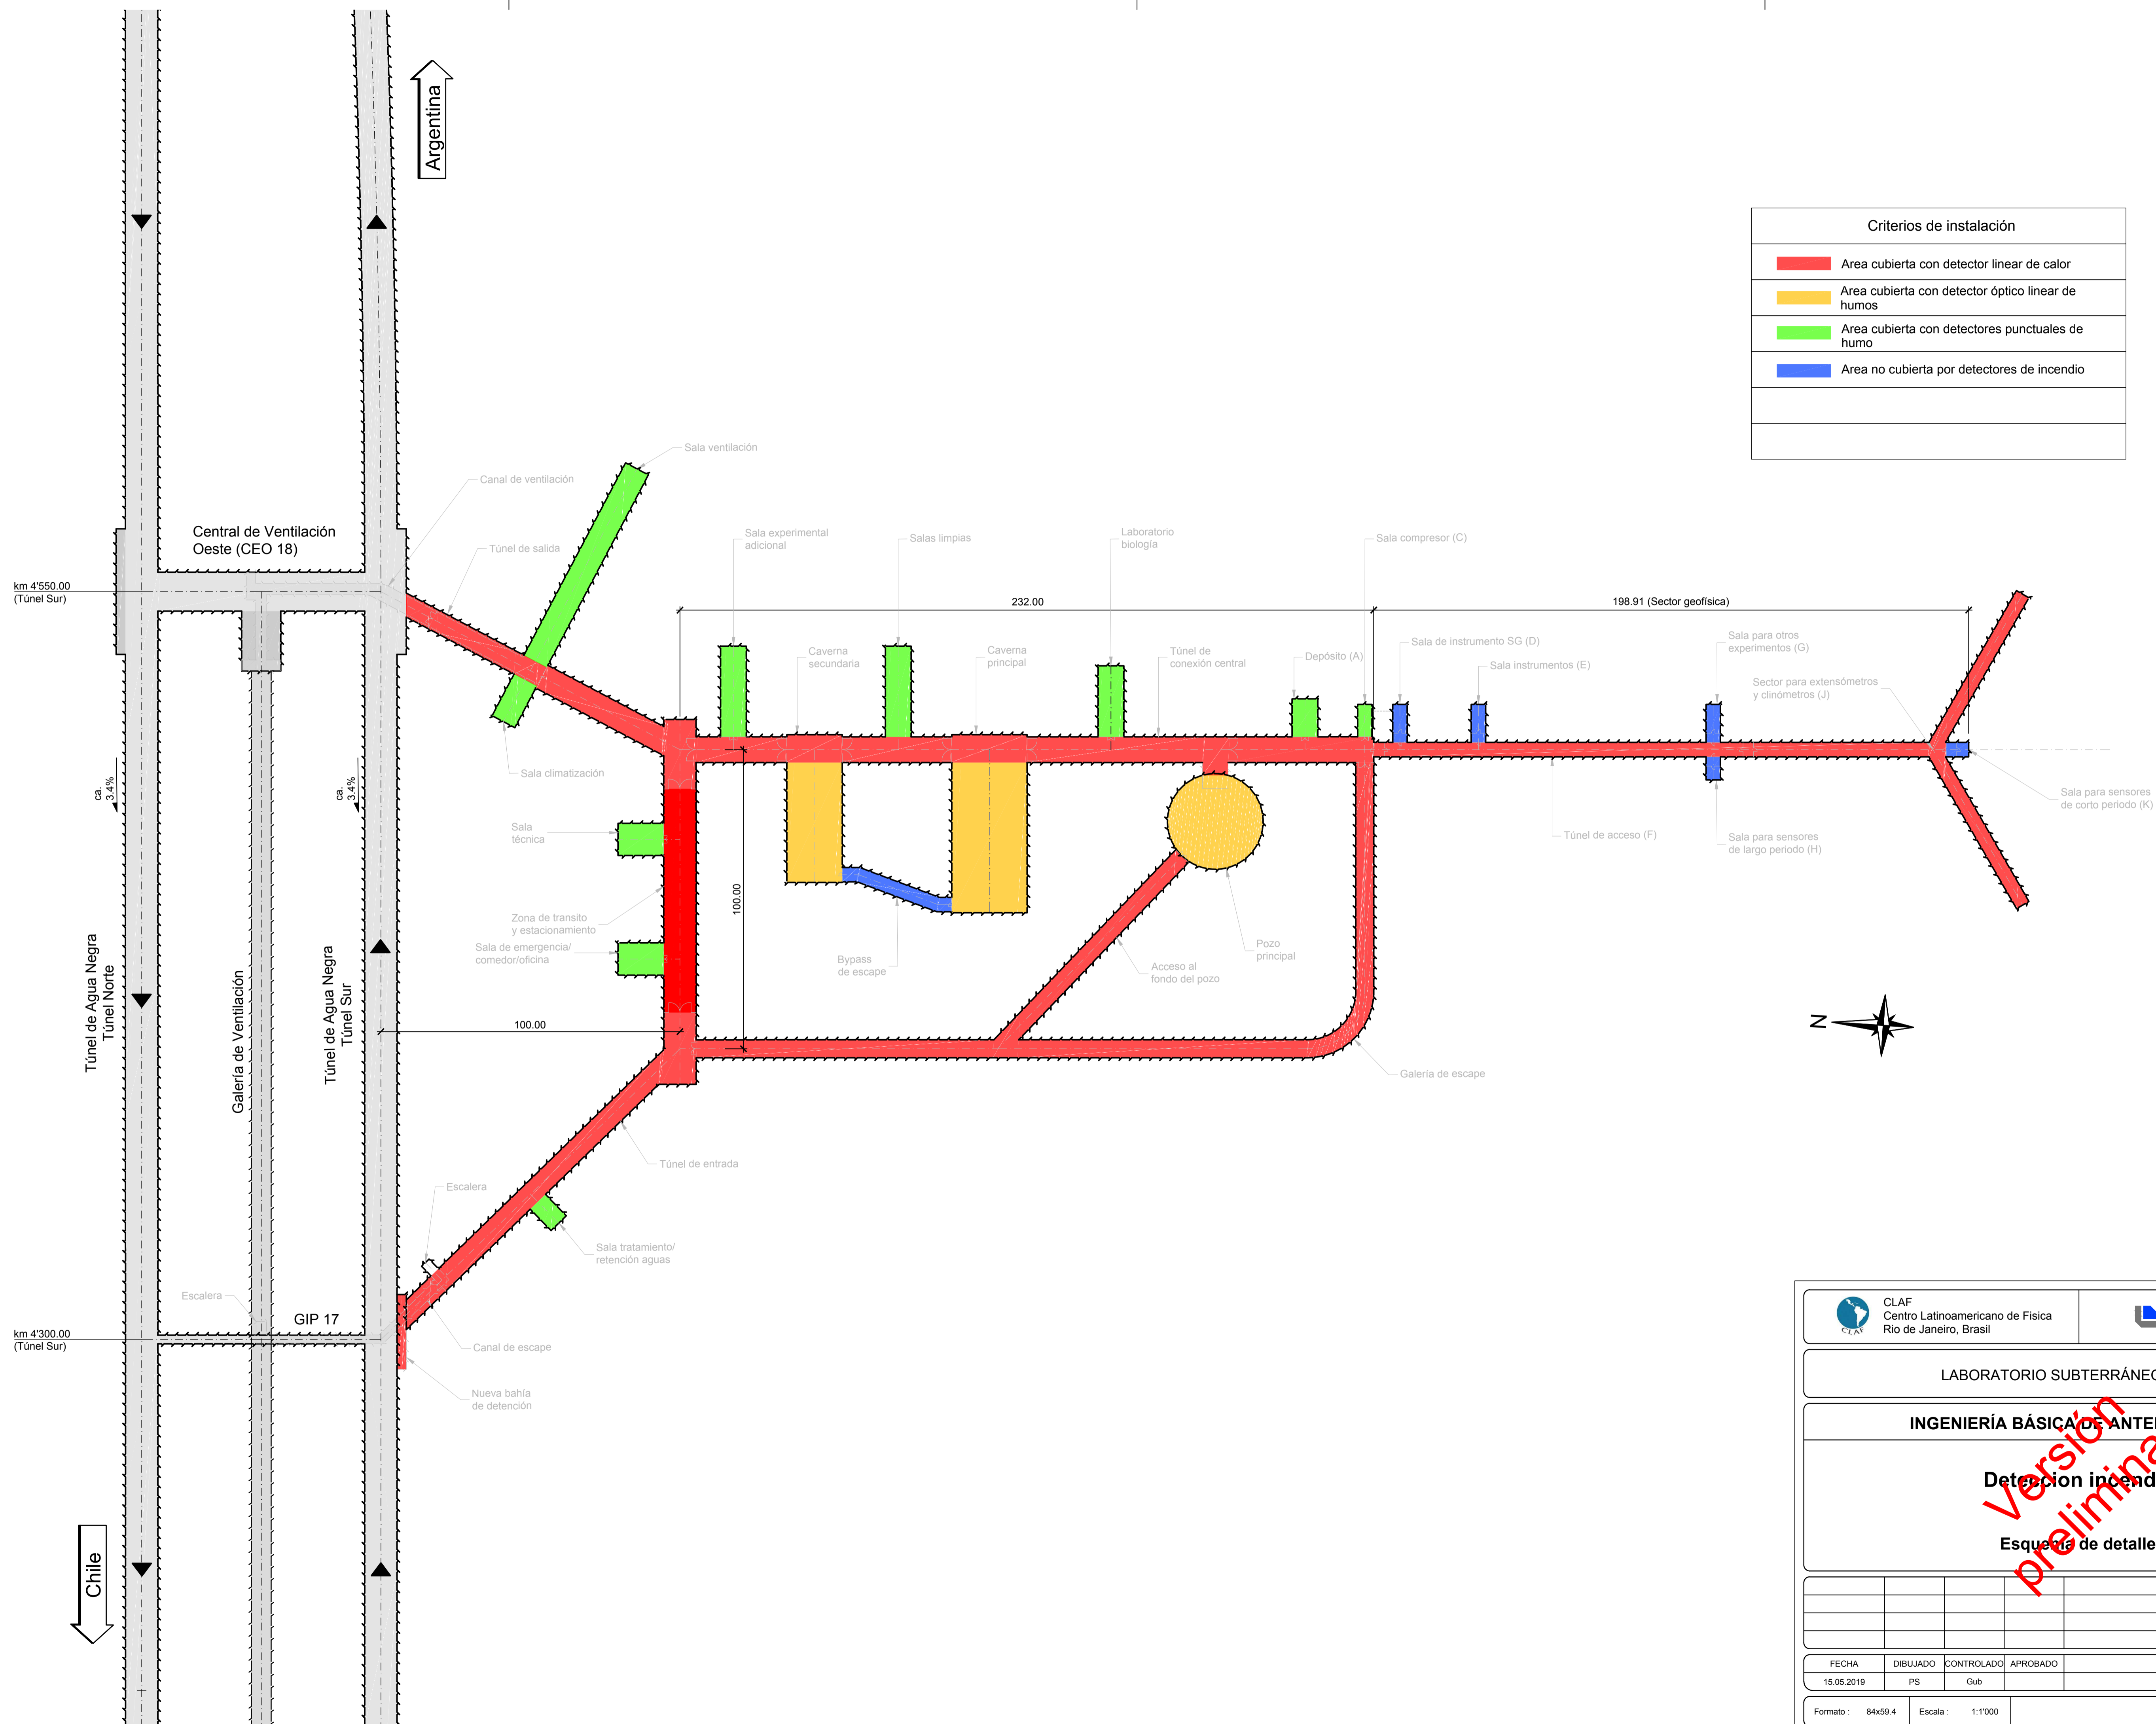 Argentina
Criterios de instalación
Area cubierta con detector linear de calor
Area cubierta con detector óptico linear de
humos
Area cubierta con detectores punctuales de
humo
Area no cubierta por detectores de incendio
Sala ventilación
Canal de ventilación
Central de Ventilación
Oeste (CEO 18)
Túnel de salida
Sala experimental
adicional
Salas limpias
Laboratorio
biología
Sala compresor (C)
km 4'550.00
(Túnel Sur)
232.00
198.91 (Sector geofísica)
Caverna
secundaria
Caverna
principal
Túnel de
conexión central
Depósito (A)
Sala de instrumento SG (D)
Sala instrumentos (E)
Sala para otros
experimentos (G)
Sector para extensómetros
y clinómetros (J)
Sala climatización
ca.
3.4%
ca.
3.4%
Sala para sensores
de corto periodo (K)
Sala
técnica
Túnel de acceso (F)
Sala para sensores
de largo periodo (H)
100.00
Zona de transito
y estacionamiento
Sala de emergencia/
comedor/oficina
Bypass
de escape
Acceso al
fondo del pozo
Pozo
principal
Túnel de Agua Negra
Túnel Norte
Galería de Ventilación
Túnel de Agua Negra
Túnel Sur
100.00
N
Galería de escape
Túnel de entrada
Escalera
Sala tratamiento/
retención aguas
Escalera
GIP 17
km 4'300.00
(Túnel Sur)
Canal de escape
Nueva bahía
de detención
Chile
CLAF
CLAF
Centro Latinoamericano de Fisica
Rio de Janeiro, Brasil
LABORATORIO SUBTERRÁNEO
INGENIERÍA BÁSICA DE ANTE
Deteccion incend
Esquema de detalle
Versión
prelimina
FECHA DIBUJADO CONTROLADO APROBADO
15.05.2019 PS Gub
Formato : 84x59.4 Escala : 1:1'000